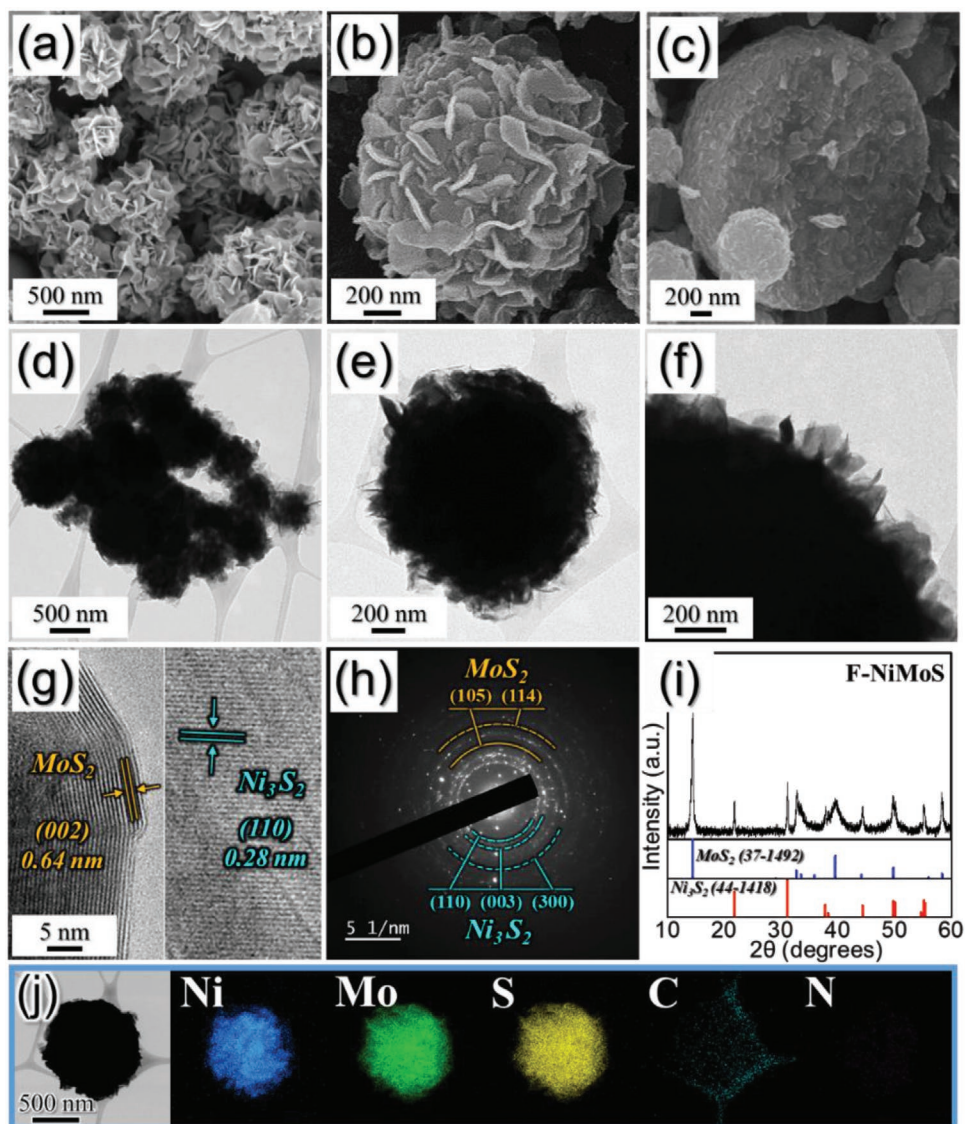 (a)
500 nm
(b)
200 nm
(c)
200 nm
(d)
500 nm
(e)
200 nm
(f)
200 nm
(g)
MoS2
(002)
0.64 nm
Ni3S2
(110)
0.28 nm
5 nm
(h)
MoS2
(105) (114)
(110) (003) (300)
Ni3S2
5 1/nm
(i)
F-NiMoS
Intensity (a.u.)
MoS2 (37-1492)
Ni3S2 (44-1418)
10 20 30 40 50 60
2θ (degrees)
(j)
500 nm
Ni
Mo
S
C
N